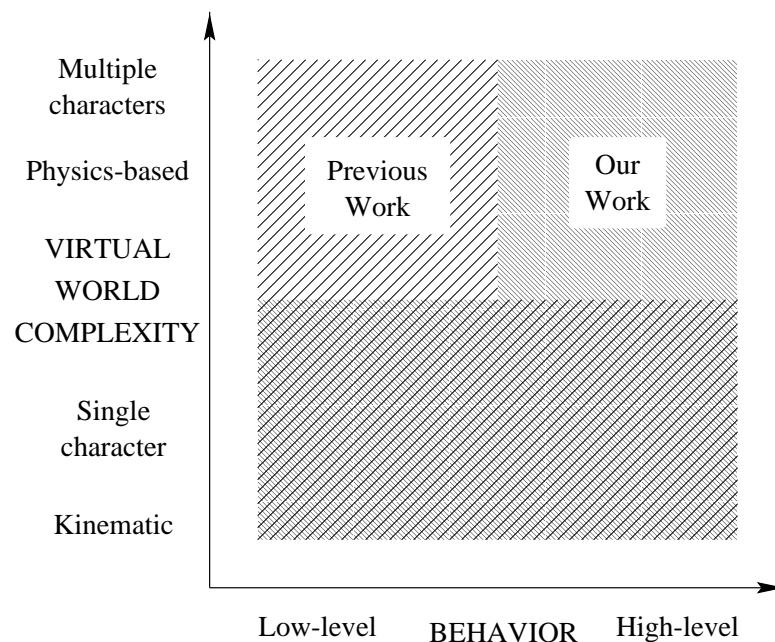 Multiple
characters
Physics-based
Previous
Work
Our
Work
VIRTUAL
WORLD
COMPLEXITY
Single
character
Kinematic
Low-level
BEHAVIOR
High-level